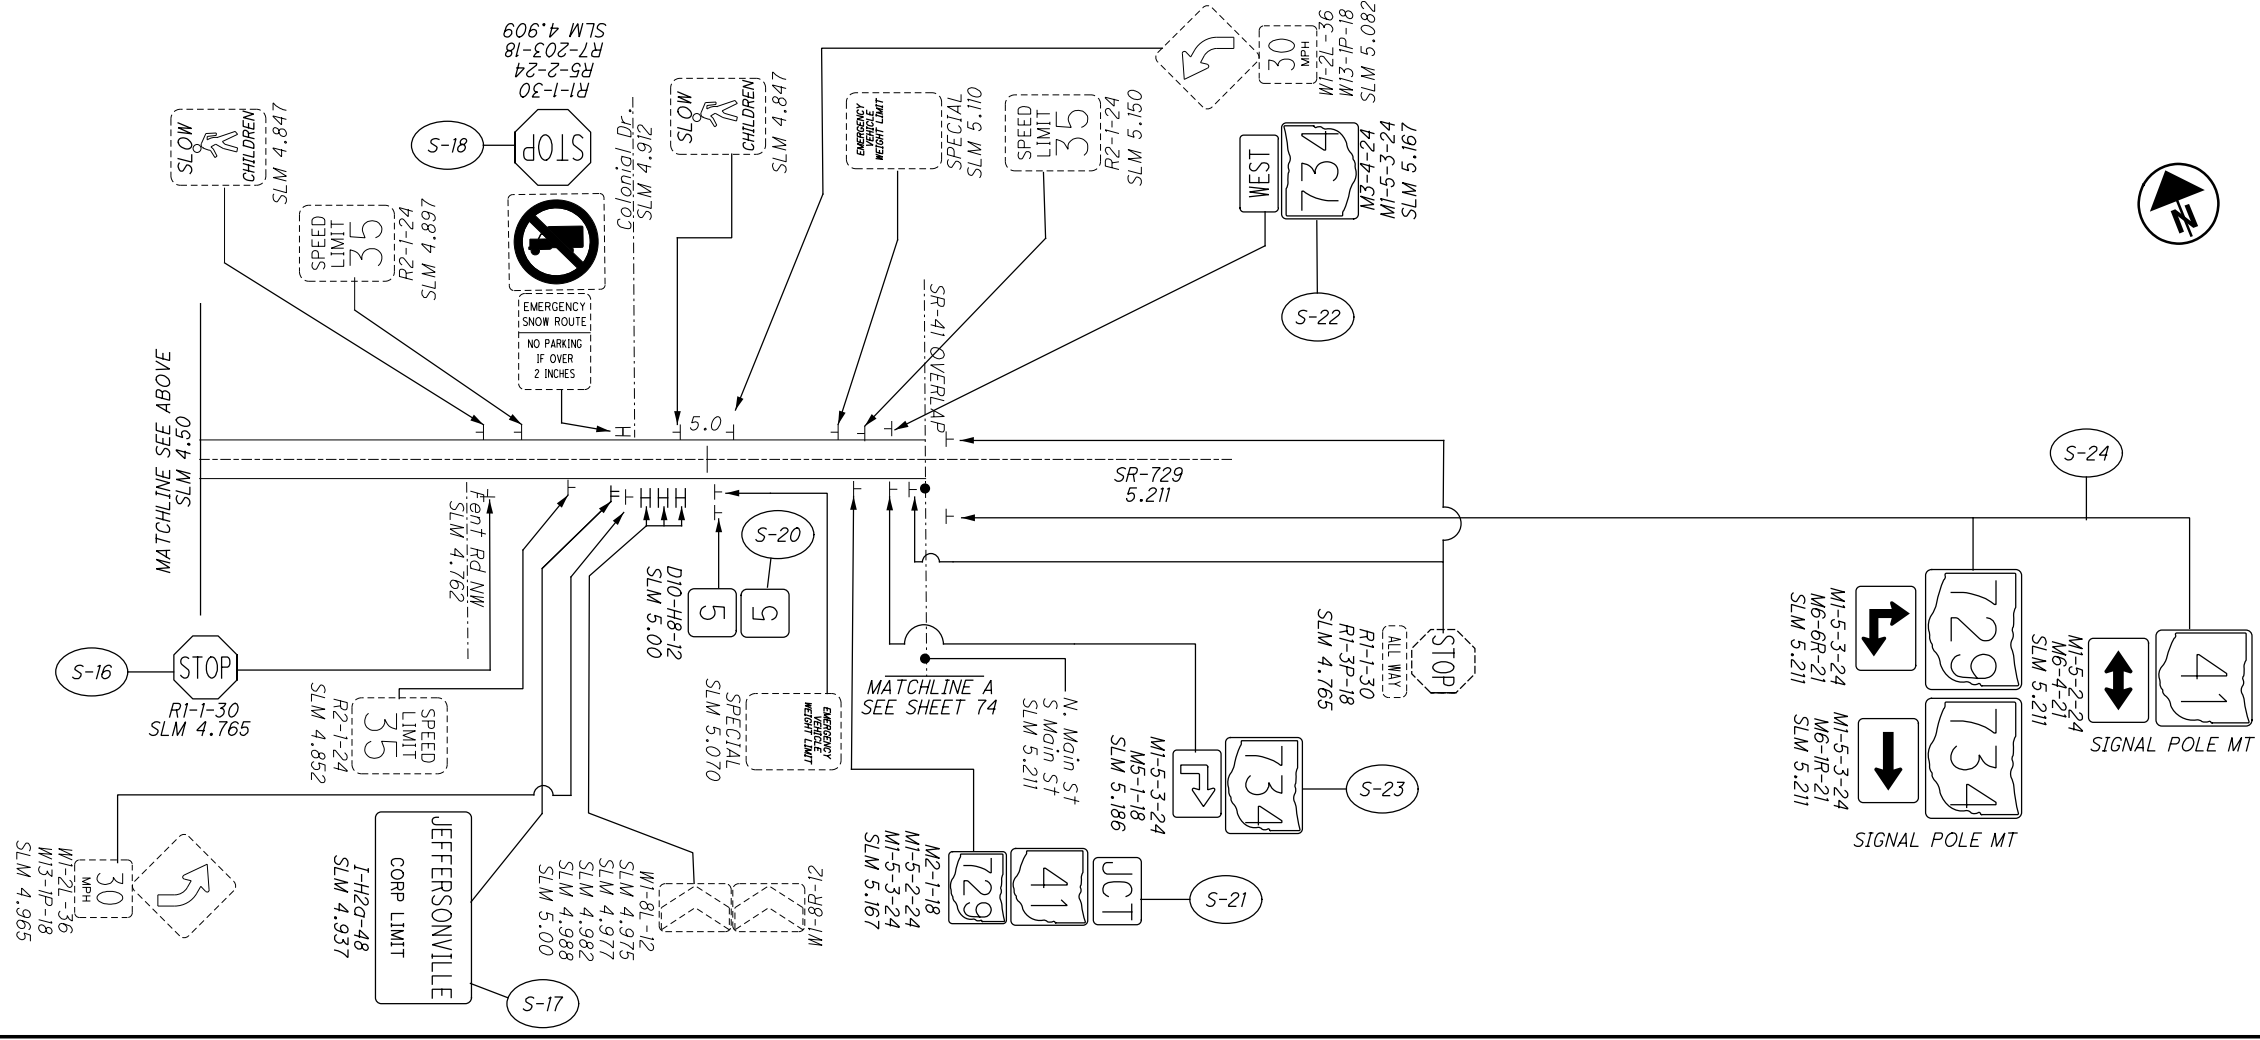 SLOW
CHILDREN
SLM 4.847
SPEED
LIMIT
35
R2-1-24
SLM 4.897
R1-1-30
R5-2-24
R7-203-18
SLM 4.909
STOP
S-18
EMERGENCY
SNOW ROUTE
NO PARKING
IF OVER
2 INCHES
Colonial Dr.
SLM 4.912
SLOW
CHILDREN
SLM 4.847
EMERGENCY
VEHICLE
WEIGHT LIMIT
SPECIAL
SLM 5.110
SPEED
LIMIT
35
R2-1-24
SLM 5.150
30
MPH
W1-2L-36
W13-1P-18
SLM 5.082
WEST
734
M3-4-24
M1-5-3-24
SLM 5.167
S-22
N
MATCHLINE SEE ABOVE
SLM 4.50
5.0
SR-41 OVERLAP
SR-729
5.211
S-24
Fent Rd NW
SLM 4.762
S-16
STOP
R1-1-30
SLM 4.765
SPEED
LIMIT
35
R2-1-24
SLM 4.852
30
MPH
W1-2L-36
W13-1P-18
SLM 4.965
JEFFERSONVILLE
CORP LIMIT
I-H2a-48
SLM 4.937
S-17
W1-8R-12
W1-8L-12
SLM 4.975
SLM 4.977
SLM 4.982
SLM 4.988
SLM 5.00
S-20
5
5
D10-H8-12
SLM 5.00
EMERGENCY
VEHICLE
WEIGHT LIMIT
SPECIAL
SLM 5.070
MATCHLINE A
SEE SHEET 74
N. Main St
S Main St
SLM 5.211
JCT
41
729
M2-1-18
M1-5-2-24
M1-5-3-24
SLM 5.167
S-21
734
M1-5-3-24
M5-1-18
SLM 5.186
S-23
STOP
ALL WAY
R1-1-30
R1-3P-18
SLM 4.765
729
M1-5-3-24
M6-6R-21
SLM 5.211
734
M1-5-3-24
M6-1R-21
SLM 5.211
SIGNAL POLE MT
41
M1-5-2-24
M6-4-21
SLM 5.211
SIGNAL POLE MT